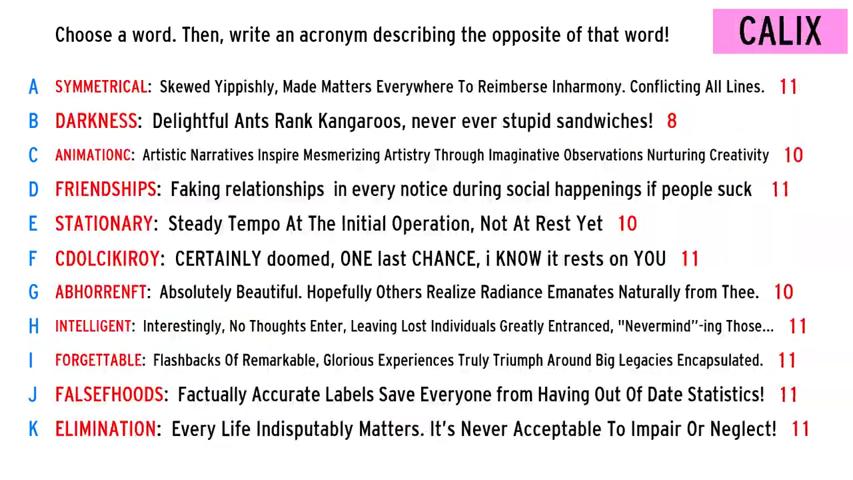 Choose a word. Then, write an acronym describing the opposite of that word!
CALIX
A SYMMETRICAL: Skewed Yippishly, Made Matters Everywhere To Reimberse Inharmony. Conflicting All Lines. 11
B DARKNESS: Delightful Ants Rank Kangaroos, never ever stupid sandwiches! 8
C ANIMATIONC: Artistic Narratives Inspire Mesmerizing Artistry Through Imaginative Observations Nurturing Creativity 10
D FRIENDSHIPS: Faking relationships in every notice during social happenings if people suck 11
E STATIONARY: Steady Tempo At The Initial Operation, Not At Rest Yet 10
F CDOLCIKIROY: CERTAINLY doomed, ONE last CHANCE, i KNOW it rests on YOU 11
G ABHORRENFT: Absolutely Beautiful. Hopefully Others Realize Radiance Emanates Naturally from Thee. 10
H INTELLIGENT: Interestingly, No Thoughts Enter, Leaving Lost Individuals Greatly Entranced, "Nevermind"-ing Those... 11
I FORGETTABLE: Flashbacks Of Remarkable, Glorious Experiences Truly Triumph Around Big Legacies Encapsulated. 11
J FALSEFHOODS: Factually Accurate Labels Save Everyone from Having Out Of Date Statistics! 11
K ELIMINATION: Every Life Indisputably Matters. It's Never Acceptable To Impair Or Neglect! 11